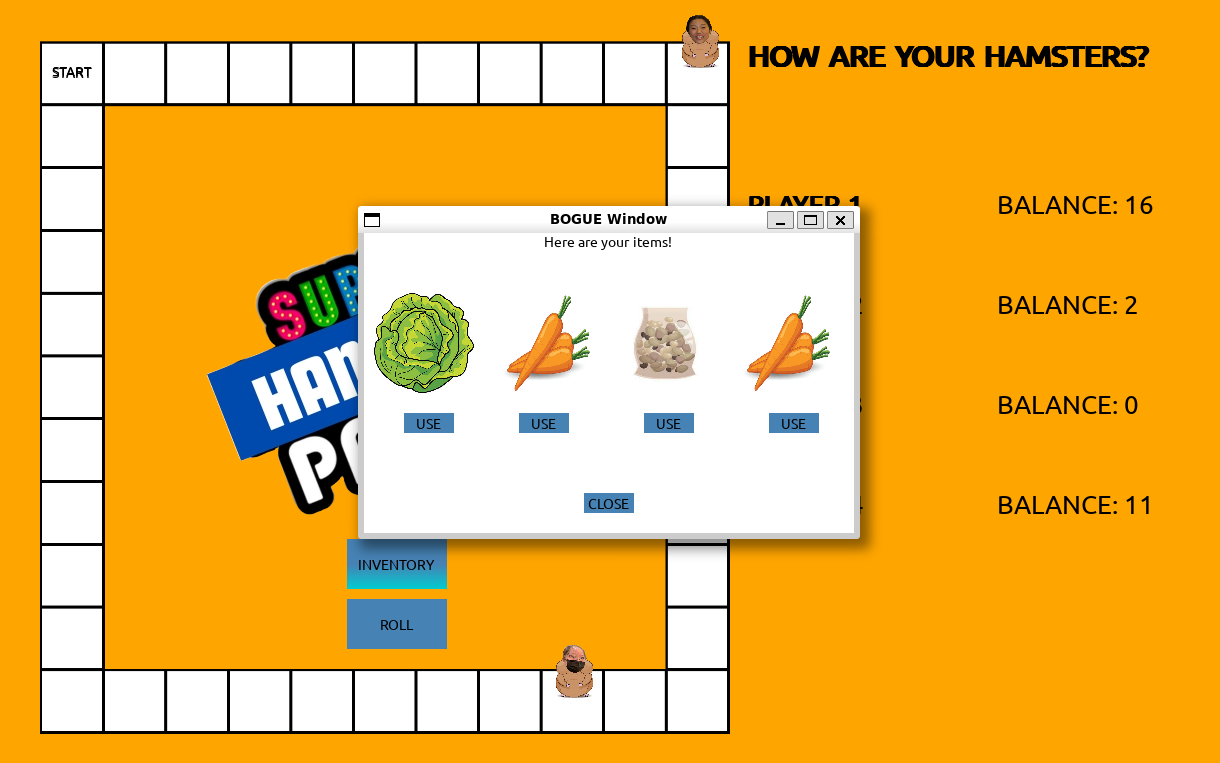 HOW ARE YOUR HAMSTERS?
START
PLAYER 1
BALANCE: 16
BOGUE Window
Here are your items!
BALANCE: 2
BALANCE: 0
USE
USE
USE
USE
CLOSE
BALANCE: 11
INVENTORY
ROLL